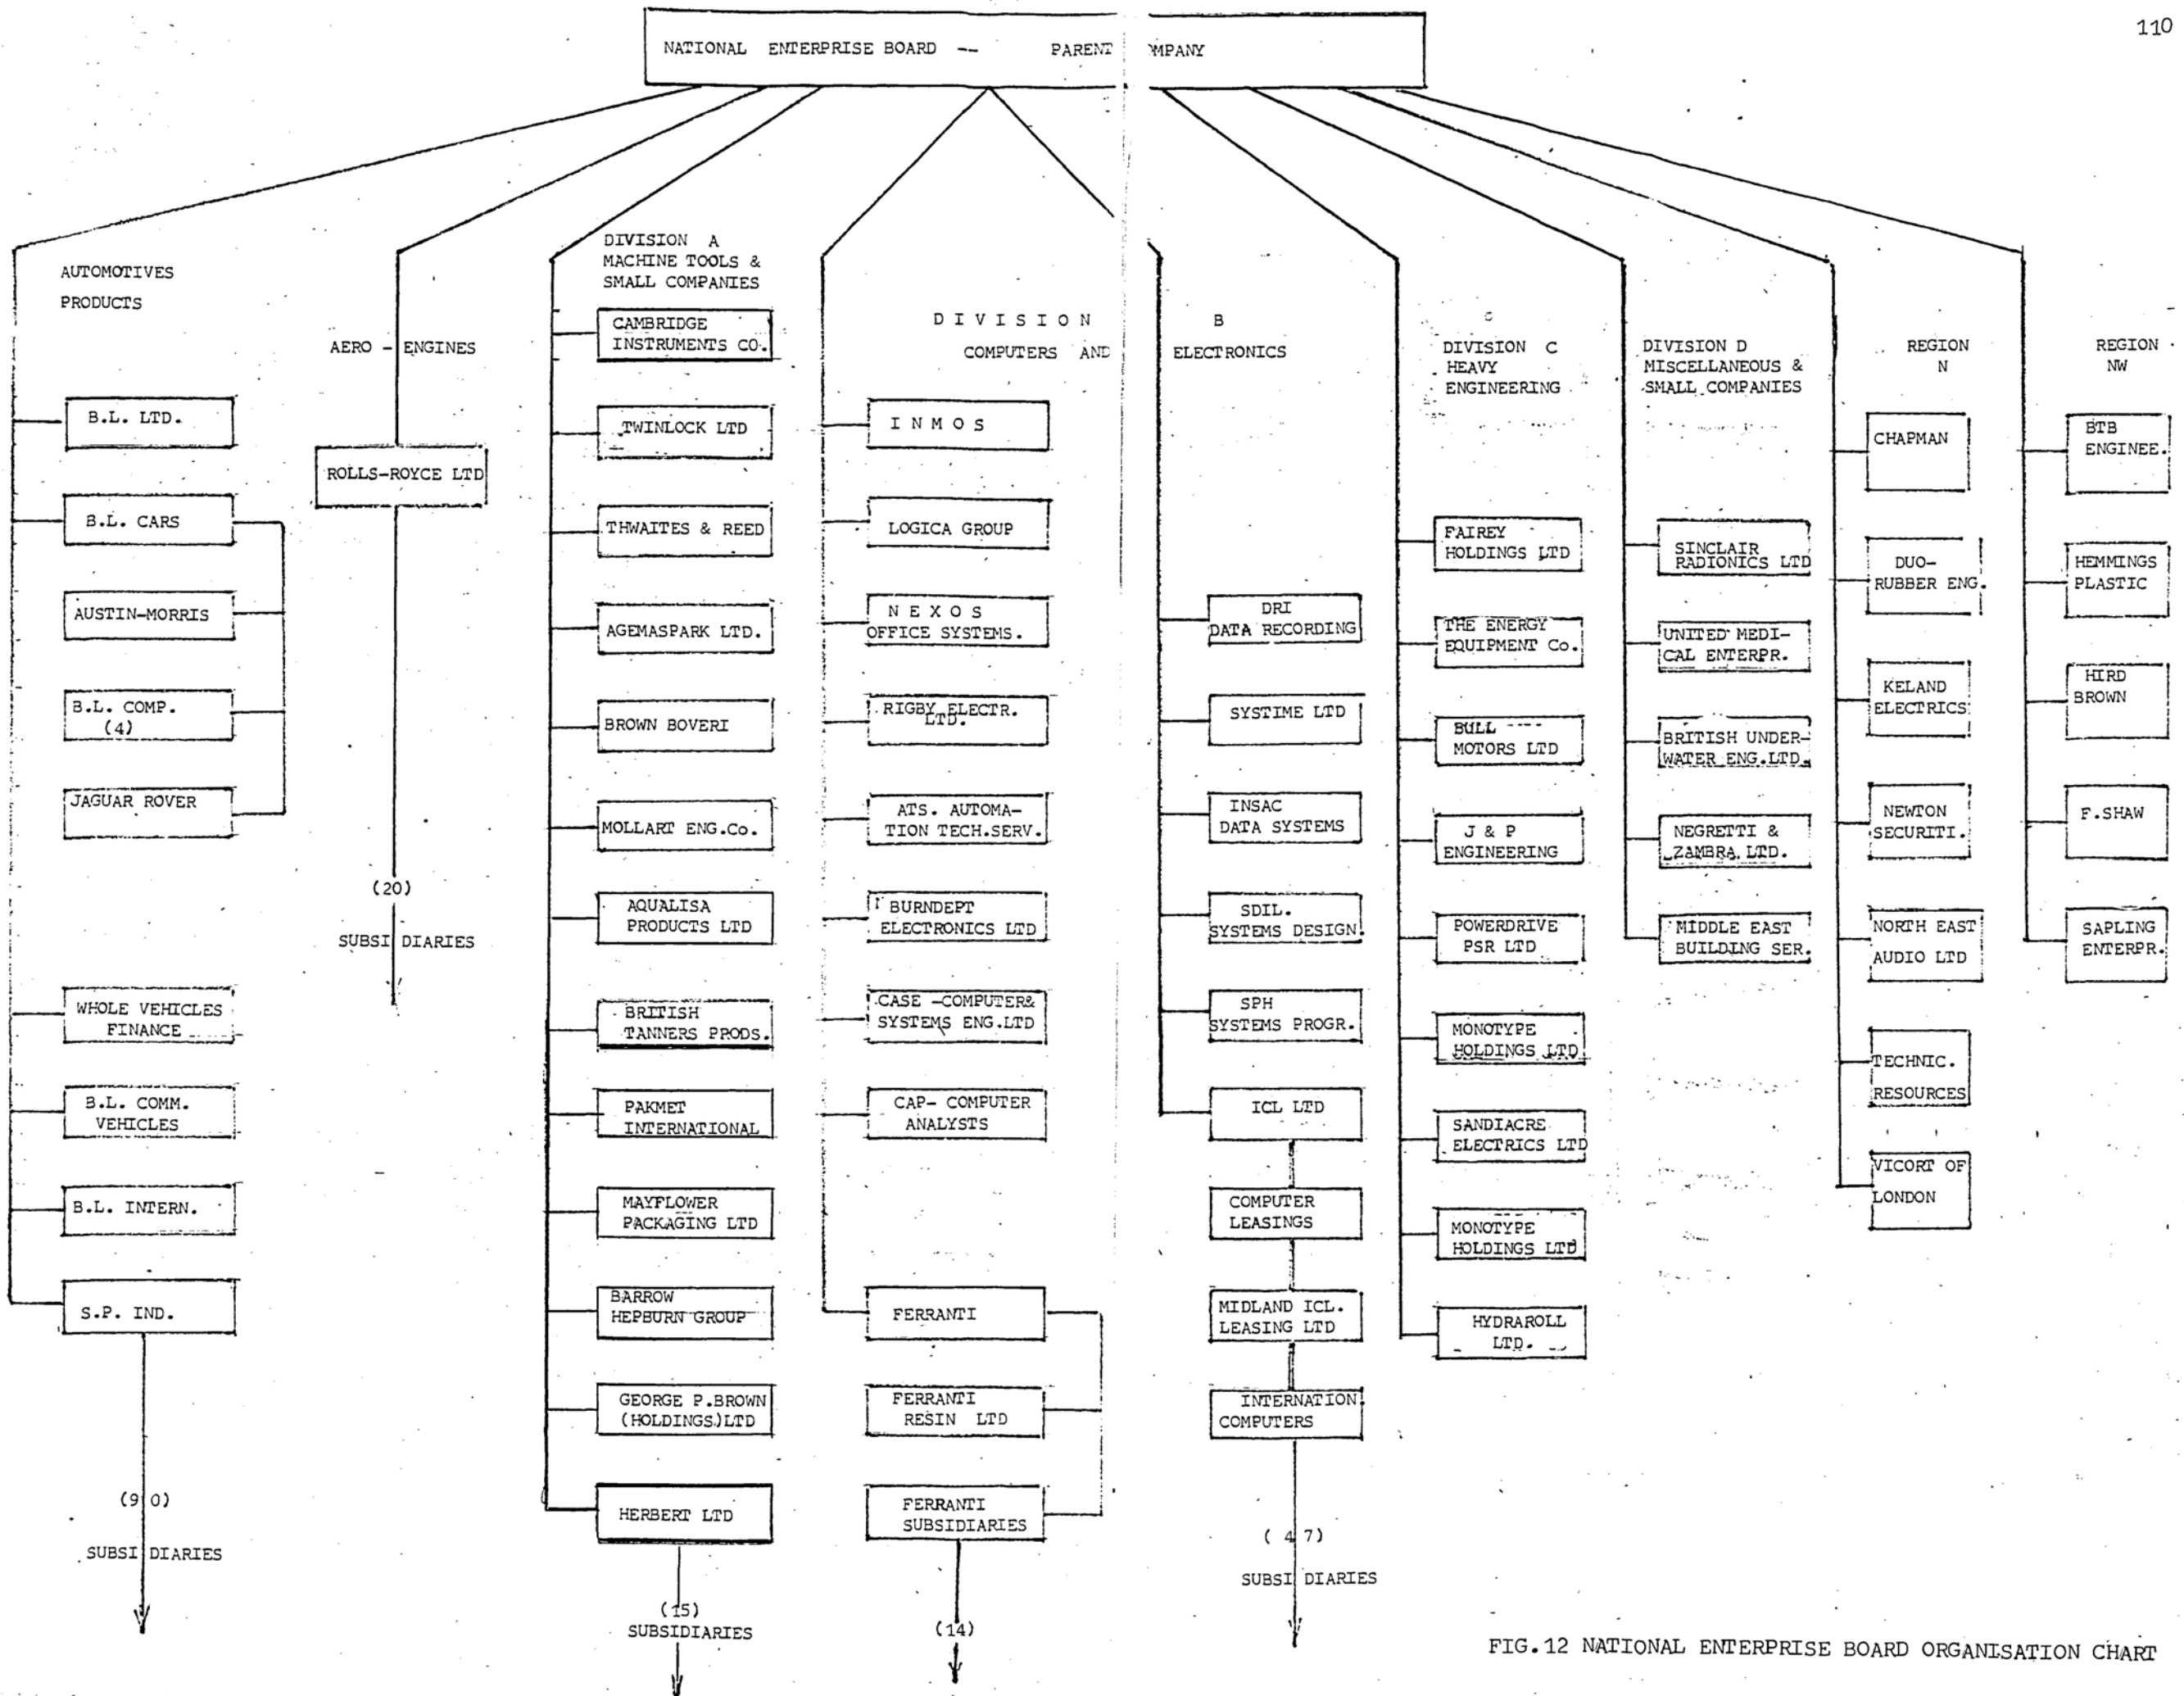 110
NATIONAL ENTERPRISE BOARD -- PARENT MPANY
AUTOMOTIVES
PRODUCTS
B.L. LTD.
B.L. CARS
AUSTIN-MORRIS
B.L. COMP.
(4)
JAGUAR ROVER
WHOLE VEHICLES
FINANCE
B.L. COMM.
VEHICLES
B.L. INTERN.
S.P. IND.
(90)
SUBSIDIARIES
AERO - ENGINES
ROLLS-ROYCE LTD
(20)
SUBSIDIARIES
DIVISION A
MACHINE TOOLS &
SMALL COMPANIES
CAMBRIDGE
INSTRUMENTS CO.
TWINLOCK LTD
THWAITES & REED
AGEMASPARK LTD.
BROWN BOVERI
MOLLART ENG.Co.
AQUALISA
PRODUCTS LTD
BRITISH
TANNERS PRODS.
PAKMET
INTERNATIONAL
MAYFLOWER
PACKAGING LTD
BARROW
HEPBURN GROUP
GEORGE P.BROWN
(HOLDINGS)LTD
HERBERT LTD
(15)
SUBSIDIARIES
D I V I S I O N B
COMPUTERS AND ELECTRONICS
I N M O S
LOGICA GROUP
N E X O S
OFFICE SYSTEMS.
RIGBY ELECTR.
LTD.
ATS. AUTOMA-
TION TECH.SERV.
BURNDEPT
ELECTRONICS LTD
CASE -COMPUTER&
SYSTEMS ENG.LTD
CAP- COMPUTER
ANALYSTS
FERRANTI
FERRANTI
RESIN LTD
FERRANTI
SUBSIDIARIES
(14)
DRI
DATA RECORDING
SYSTIME LTD
INSAC
DATA SYSTEMS
SDIL.
SYSTEMS DESIGN.
SPH
SYSTEMS PROGR.
ICL LTD
COMPUTER
LEASINGS
MIDLAND ICL.
LEASING LTD
INTERNATION.
COMPUTERS
( 47)
SUBSIDIARIES
DIVISION C
HEAVY
ENGINEERING
FAIREY
HOLDINGS LTD
THE ENERGY
EQUIPMENT Co.
BULL
MOTORS LTD
J & P
ENGINEERING
POWERDRIVE
PSR LTD
MONOTYPE
HOLDINGS LTD
SANDIACRE
ELECTRICS LTD
MONOTYPE
HOLDINGS LTD
HYDRAROLL
LTD.
DIVISION D
MISCELLANEOUS &
SMALL COMPANIES
SINCLAIR
RADIONICS LTD
UNITED MEDI-
CAL ENTERPR.
BRITISH UNDER-
WATER ENG.LTD.
NEGRETTI &
ZAMBRA LTD.
MIDDLE EAST
BUILDING SER.
REGION
N
CHAPMAN
DUO-
RUBBER ENG.
KELAND
ELECTRICS
NEWTON
SECURITI.
NORTH EAST
AUDIO LTD
TECHNIC.
RESOURCES
VICORT OF
LONDON
REGION
NW
BTB
ENGINEE.
HEMMINGS
PLASTIC
HIRD
BROWN
F.SHAW
SAPLING
ENTERPR.
FIG.12 NATIONAL ENTERPRISE BOARD ORGANISATION CHART